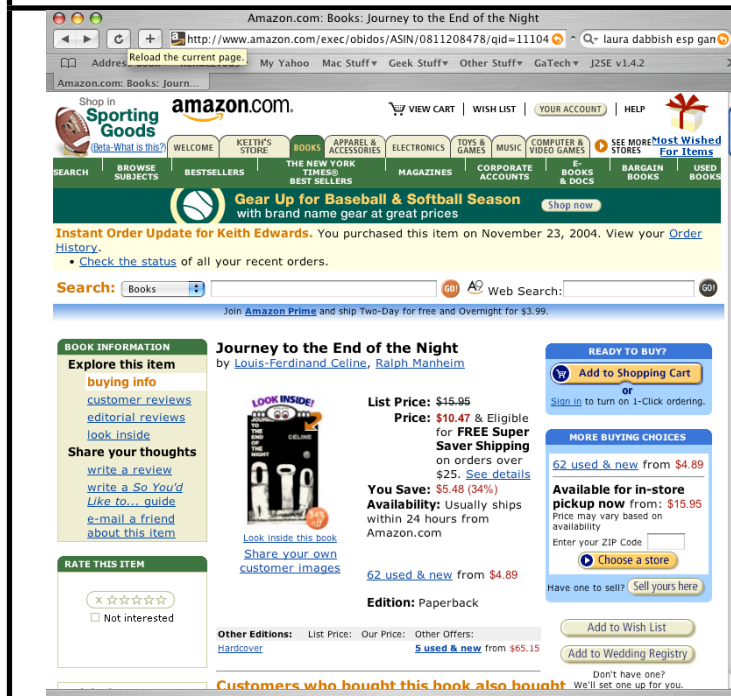 Amazon.com: Books: Journey to the End of the Night
http://www.amazon.com/exec/obidos/ASIN/0811208478/qid=11104
laura dabbish esp gam
Reload the current page.
My Yahoo Mac Stuff Geek Stuff Other Stuff GaTech J2SE v1.4.2
Amazon.com: Books: Journ...
Shop in
Sporting
Goods
(Beta-What is this?)
amazon.com.
VIEW CART | WISH LIST | YOUR ACCOUNT | HELP
WELCOME KEITH'S STORE BOOKS APPAREL & ACCESSORIES ELECTRONICS TOYS & GAMES MUSIC COMPUTER & VIDEO GAMES SEE MORE STORES
Most Wished
For Items
SEARCH BROWSE SUBJECTS BESTSELLERS THE NEW YORK TIMES® BEST SELLERS MAGAZINES CORPORATE ACCOUNTS E-BOOKS & DOCS BARGAIN BOOKS USED BOOKS
Gear Up for Baseball & Softball Season
with brand name gear at great prices
Shop now
Instant Order Update for Keith Edwards. You purchased this item on November 23, 2004. View your Order
History.
• Check the status of all your recent orders.
Search: Books GO! A9 Web Search: GO!
Join Amazon Prime and ship Two-Day for free and Overnight for $3.99.
BOOK INFORMATION
Explore this item
buying info
customer reviews
editorial reviews
look inside
Share your thoughts
write a review
write a So You'd
Like to... guide
e-mail a friend
about this item
RATE THIS ITEM
X ☆☆☆☆☆
Not interested
Journey to the End of the Night
by Louis-Ferdinand Celine, Ralph Manheim
LOOK INSIDE!
JOURNEY
TO THE
END
OF THE
NIGHT
CÉLINE
34%
off
Look inside this book
Share your own
customer images
List Price: $15.95
Price: $10.47 & Eligible
for FREE Super
Saver Shipping
on orders over
$25. See details
You Save: $5.48 (34%)
Availability: Usually ships
within 24 hours from
Amazon.com
62 used & new from $4.89
Edition: Paperback
Other Editions: List Price: Our Price: Other Offers:
Hardcover 5 used & new from $65.15
Customers who bought this book also bought
READY TO BUY?
Add to Shopping Cart
or
Sign in to turn on 1-Click ordering.
MORE BUYING CHOICES
62 used & new from $4.89
Available for in-store
pickup now from: $15.95
Price may vary based on
availability
Enter your ZIP Code
Choose a store
Have one to sell? Sell yours here
Add to Wish List
Add to Wedding Registry
Don't have one?
We'll set one up for you.